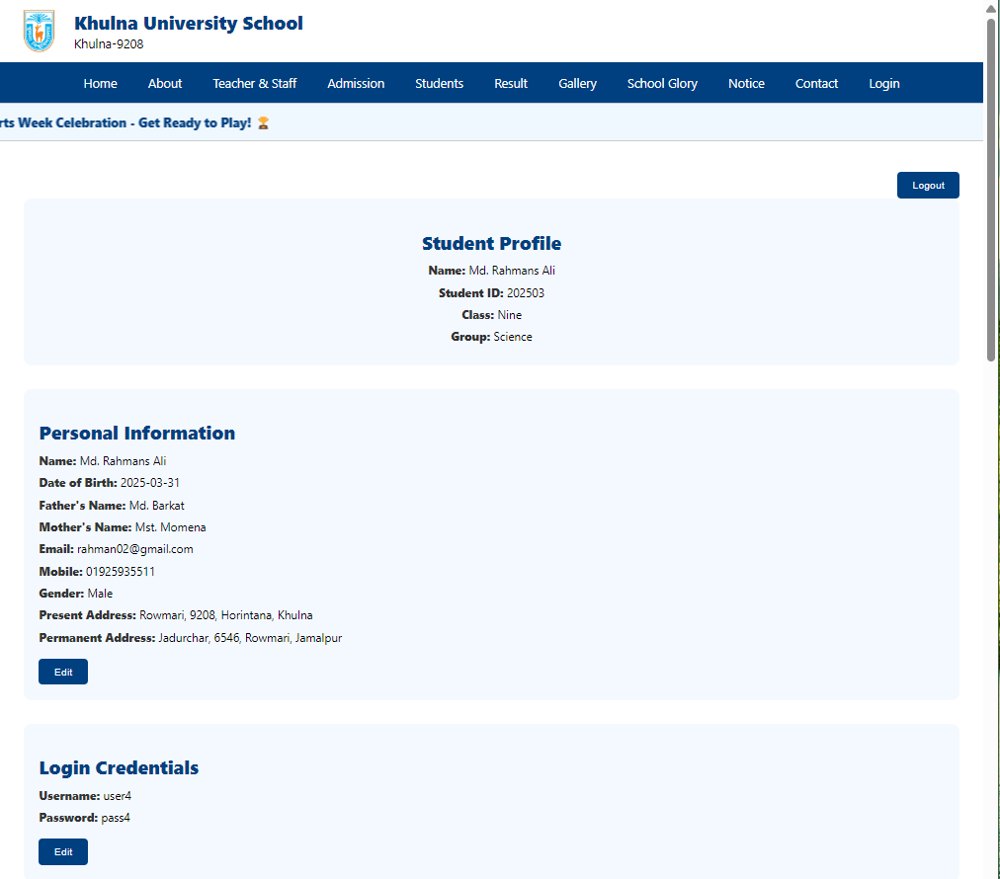 Khulna University School
Khulna-9208
Home About Teacher & Staff Admission Students Result Gallery School Glory Notice Contact Login
rts Week Celebration - Get Ready to Play! 🏆
Logout
Student Profile
Name: Md. Rahmans Ali
Student ID: 202503
Class: Nine
Group: Science
Personal Information
Name: Md. Rahmans Ali
Date of Birth: 2025-03-31
Father's Name: Md. Barkat
Mother's Name: Mst. Momena
Email: rahman02@gmail.com
Mobile: 01925935511
Gender: Male
Present Address: Rowmari, 9208, Horintana, Khulna
Permanent Address: Jadurchar, 6546, Rowmari, Jamalpur
Edit
Login Credentials
Username: user4
Password: pass4
Edit